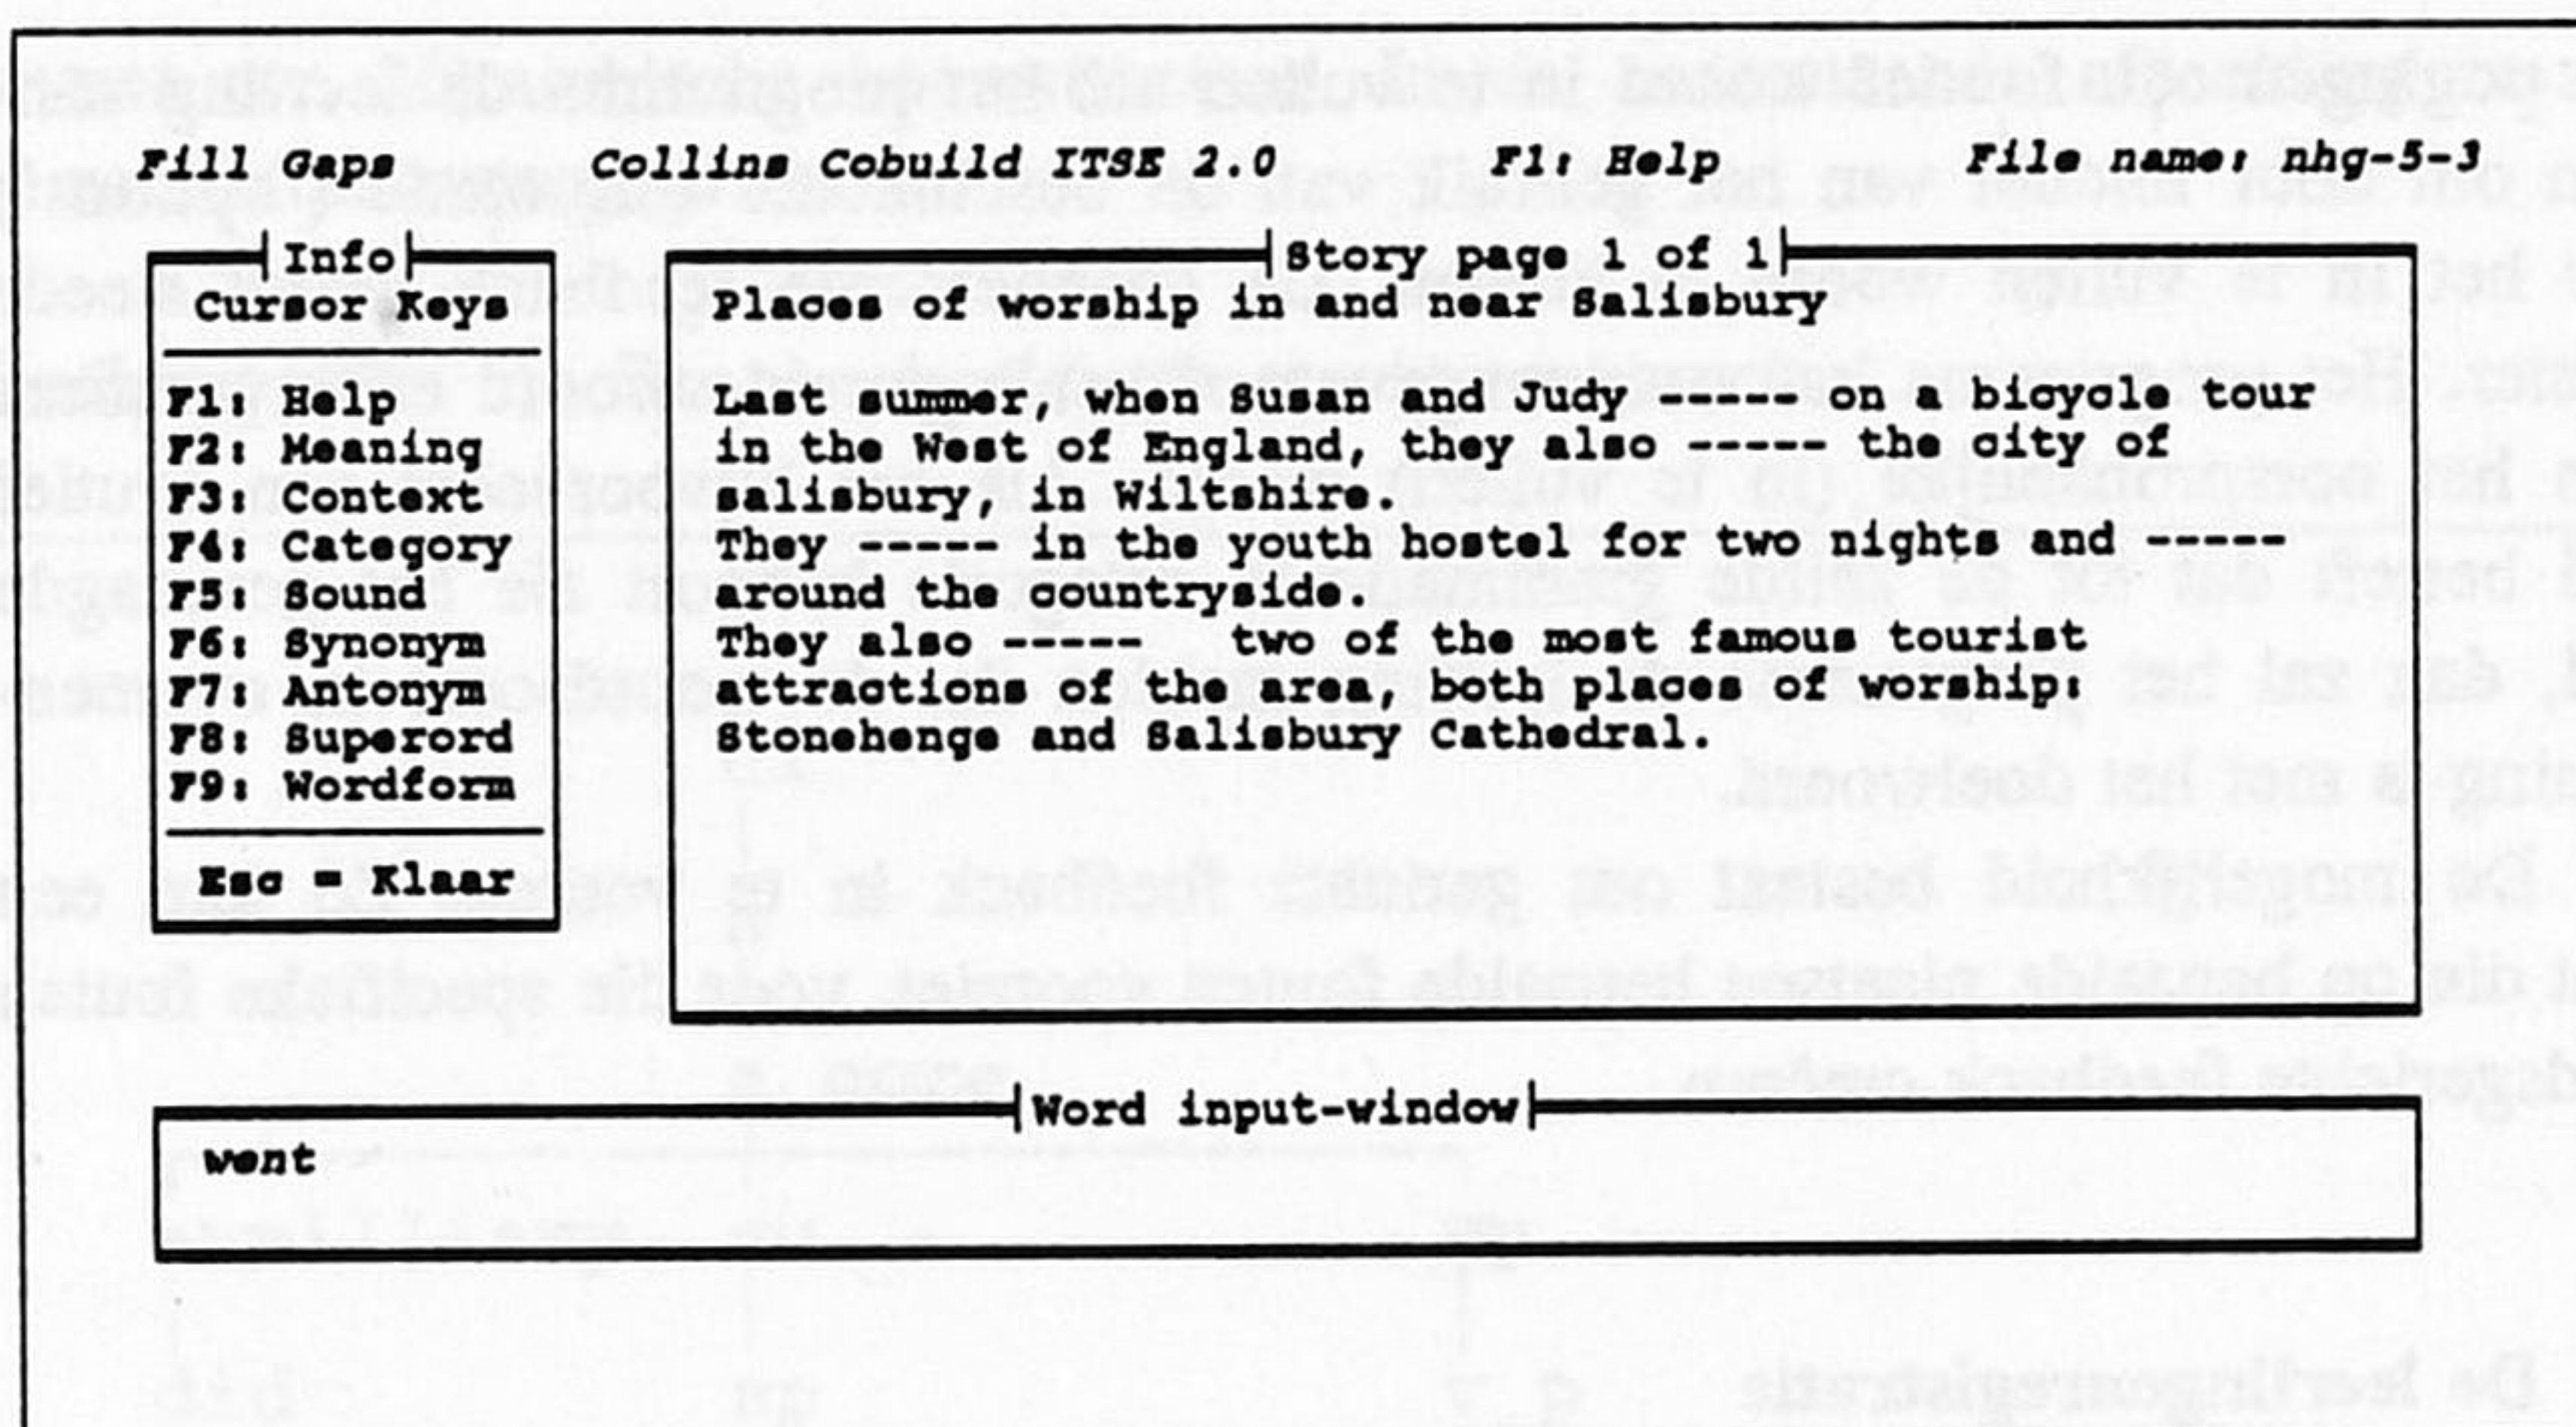 Fill Gaps Collins Cobuild ITSE 2.0 F1: Help File name: nhg-5-3
Info
Cursor Keys
F1: Help
F2: Meaning
F3: Context
F4: Category
F5: Sound
F6: Synonym
F7: Antonym
F8: Superord
F9: Wordform
Esc = Klaar
Story page 1 of 1
Places of worship in and near Salisbury
Last summer, when Susan and Judy ----- on a bicycle tour
in the West of England, they also ----- the city of
salisbury, in Wiltshire.
They ----- in the youth hostel for two nights and -----
around the countryside.
They also ----- two of the most famous tourist
attractions of the area, both places of worship:
Stonehenge and Salisbury Cathedral.
Word input-window
went